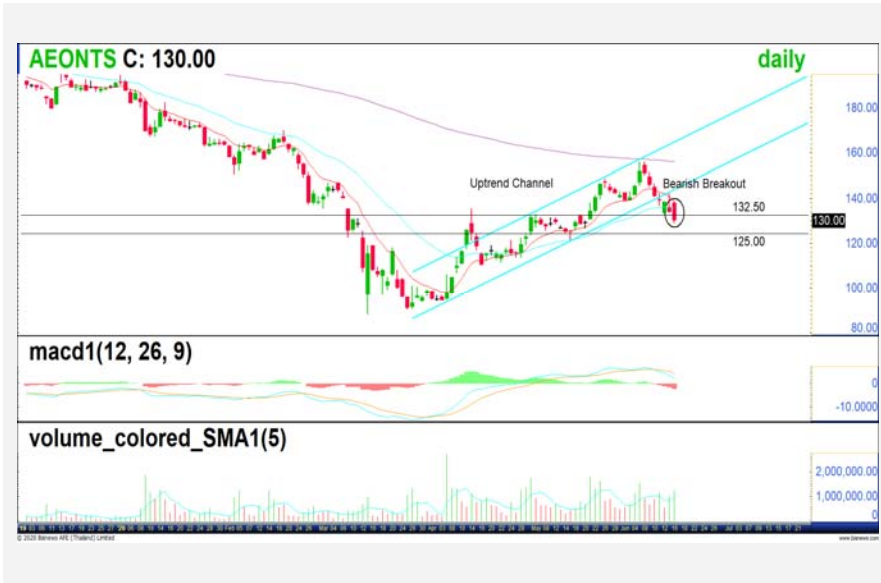 AEONTS C: 130.00
daily
180.00
160.00
Uptrend Channel
Bearish Breakout
140.00
132.50
130.00
125.00
120.00
100.00
80.00
macd1(12, 26, 9)
0
-10.0000
volume_colored_SMA1(5)
2,000,000.00
1,000,000.00
0
© 2020 Bisnews AFE (Thailand) Limited
www.bisnews.com